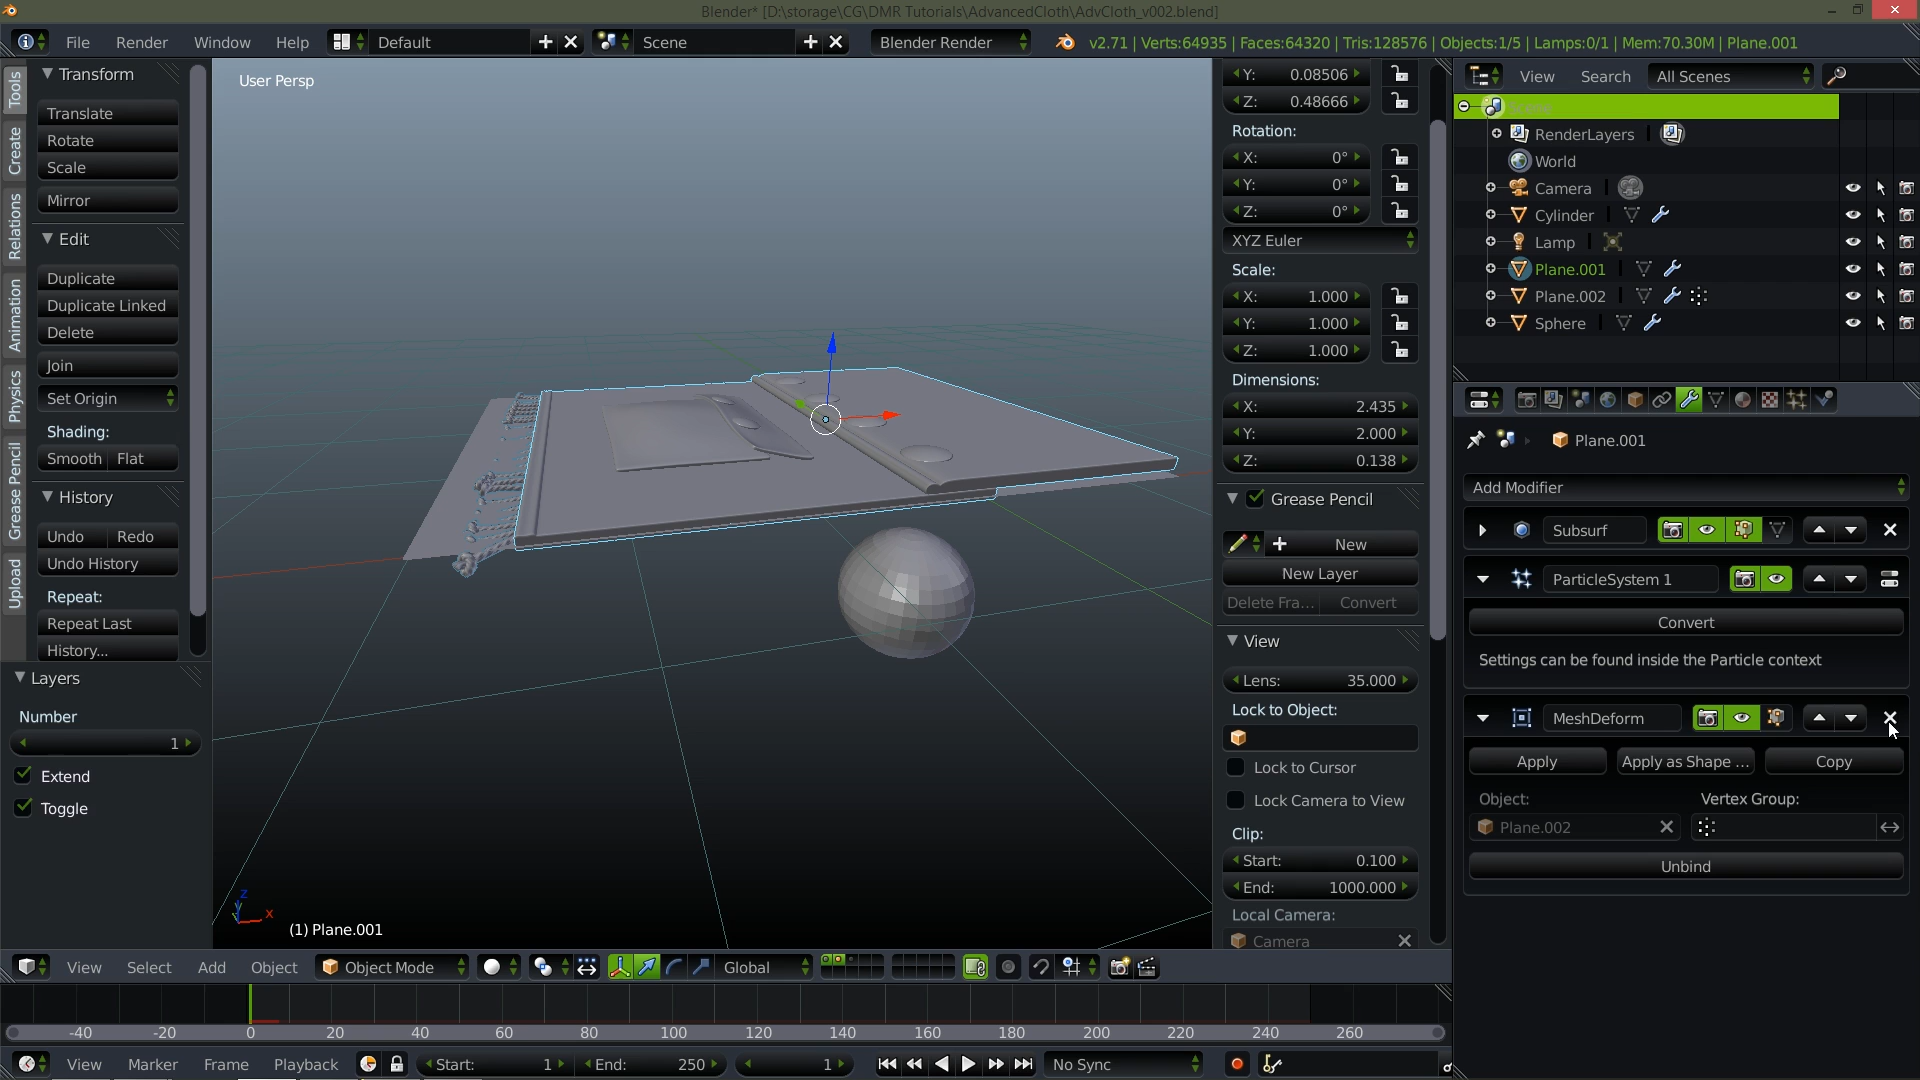 Blender* [D:\storage\CG\DMR Tutorials\AdvancedCloth\AdvCloth_v002.blend]
File Render Window Help Default Scene Blender Render v2.71 | Verts:64935 | Faces:64320 | Tris:128576 | Objects:1/5 | Lamps:0/1 | Mem:70.30M | Plane.001
Tools
Create
Relations
Animation
Physics
Grease Pencil
Upload
Transform
Translate
Rotate
Scale
Mirror
Edit
Duplicate
Duplicate Linked
Delete
Join
Set Origin
Shading:
Smooth Flat
History
Undo Redo
Undo History
Repeat:
Repeat Last
History...
Layers
Number
1
Extend
Toggle
User Persp
z
x
(1) Plane.001
Y: 0.08506
Z: 0.48666
Rotation:
X: 0°
Y: 0°
Z: 0°
XYZ Euler
Scale:
X: 1.000
Y: 1.000
Z: 1.000
Dimensions:
X: 2.435
Y: 2.000
Z: 0.138
Grease Pencil
New
New Layer
Delete Fra... Convert
View
Lens: 35.000
Lock to Object:
Lock to Cursor
Lock Camera to View
Clip:
Start: 0.100
End: 1000.000
Local Camera:
Camera
View Search All Scenes
RenderLayers
World
Camera
Cylinder
Lamp
Plane.001
Plane.002
Sphere
Plane.001
Add Modifier
Subsurf
ParticleSystem 1
Convert
Settings can be found inside the Particle context
MeshDeform
Apply Apply as Shape ... Copy
Object: Vertex Group:
Plane.002
Unbind
View Select Add Object Object Mode Global
-40 -20 0 20 40 60 80 100 120 140 160 180 200 220 240 260
View Marker Frame Playback Start: 1 End: 250 1 No Sync